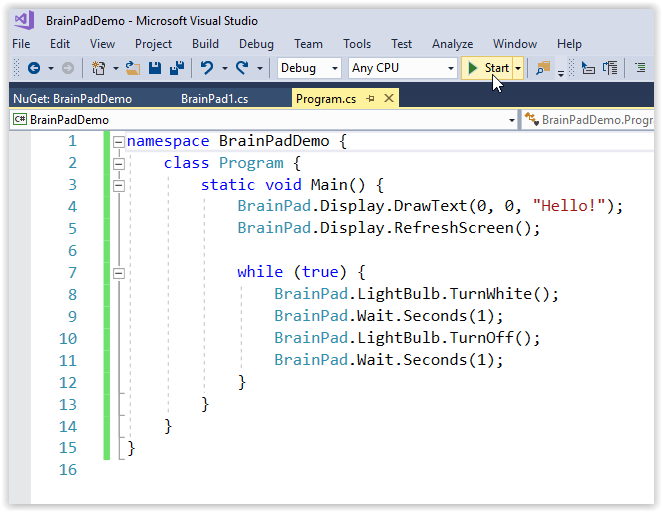 BrainPadDemo - Microsoft Visual Studio
File Edit View Project Build Debug Team Tools Test Analyze Window Help
Debug Any CPU Start
NuGet: BrainPadDemo BrainPad1.cs Program.cs
C# BrainPadDemo BrainPadDemo.Progr
1 namespace BrainPadDemo {
2 class Program {
3 static void Main() {
4 BrainPad.Display.DrawText(0, 0, "Hello!");
5 BrainPad.Display.RefreshScreen();
6
7 while (true) {
8 BrainPad.LightBulb.TurnWhite();
9 BrainPad.Wait.Seconds(1);
10 BrainPad.LightBulb.TurnOff();
11 BrainPad.Wait.Seconds(1);
12 }
13 }
14 }
15 }
16